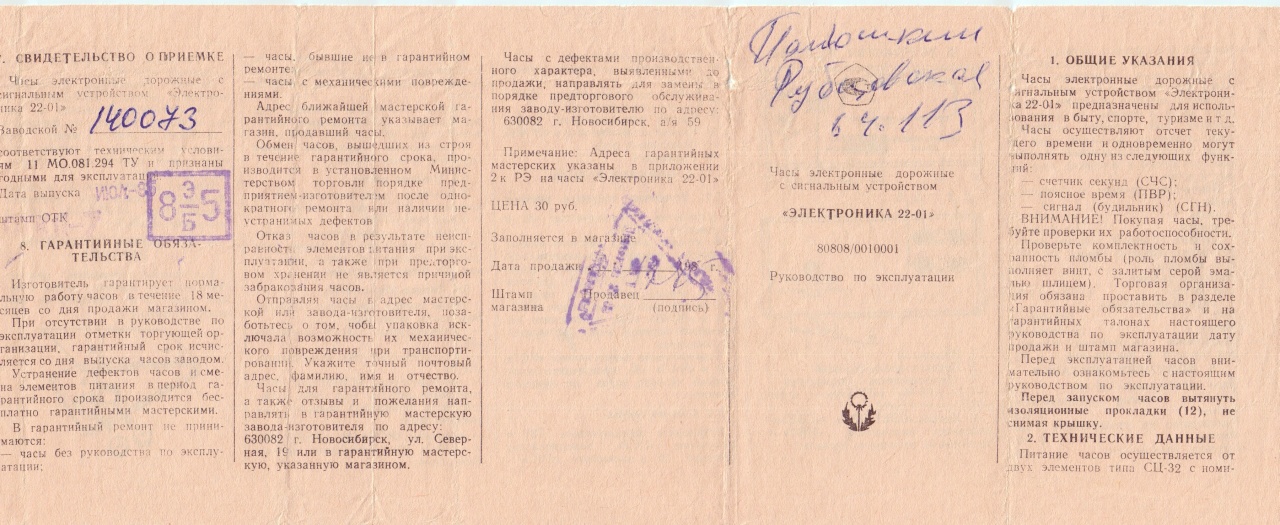 7. СВИДЕТЕЛЬСТВО О ПРИЕМКЕ
Часы электронные дорожные с
сигнальным устройством «Электро-
ника 22-01»
Заводской № 140073
соответствуют техническим услови-
ям 11 МО.081.294 ТУ и признаны
годными для эксплуатации
Дата выпуска
штамп ОТК
8 Э Б 5
8. ГАРАНТИЙНЫЕ ОБЯЗА-
ТЕЛЬСТВА
Изготовитель гарантирует норма-
льную работу часов в течение 18 ме-
сяцев со дня продажи магазином.
При отсутствии в руководстве по
эксплуатации отметки торгующей ор-
ганизации, гарантийный срок исчис-
ляется со дня выпуска часов заводом.
Устранение дефектов часов и сме-
на элементов питания в период га-
рантийного срока производится бес-
платно гарантийными мастерскими.
В гарантийный ремонт не прини-
маются:
— часы без руководства по эксплу-
атации;
— часы, бывшие не в гарантийном
ремонте;
— часы с механическими поврежде-
ниями.
Адрес ближайшей мастерской га-
рантийного ремонта указывает ма-
газин, продавший часы.
Обмен часов, вышедших из строя
в течение гарантийного срока, про-
изводится в установленном Минис-
терством торговли порядке пред-
приятием-изготовителем после одно-
кратного ремонта или наличии не-
устранимых дефектов
Отказ часов в результате неисп-
равность элементов питания при экс-
плуатации, а также при предторго-
вом хранении не является причиной
забракования часов.
Отправляя часы в адрес мастерс-
кой или завода-изготовителя, поза-
ботьтесь о том, чобы упаковка иск-
лючала возможность их механичес-
кого повреждения при транспорти-
ровании. Укажите точный почтовый
адрес, фамилию, имя и отчество.
Часы для гарантийного ремонта,
а также отзывы и пожелания нап-
равлять в гарантийную мастерскую
завода-изготовителя по адресу:
630082 г. Новосибирск, ул. Север-
ная, 19 или в гарантийную мастерс-
кую, указанную магазином.
Часы с дефектами производствен-
ного характера, выявленными до
продажи, направлять для замены в
порядке предторгового обслужива-
ния заводу-изготовителю по адресу:
630082 г. Новосибирск, а/я 59
Примечание: Адреса гарантийных
мастерских указаны в приложении
2 к РЭ на часы «Электроника 22-01»
ЦЕНА 30 руб.
Заполняется в магазине
Дата продажи 198 г.
Штамп Продавец
магазина (подпись)
113
Часы электронные дорожные
с сигнальным устройством
«ЭЛЕКТРОНИКА 22-01»
80808/0010001
Руководство по эксплуатации
1. ОБЩИЕ УКАЗАНИЯ
Часы электронные дорожные с
сигнальным устройством «Электрони-
ка 22-01» предназначены для исполь-
зования в быту, спорте, туризме и т д.
Часы осуществляют отсчет теку-
щего времени и одновременно могут
выполнять одну из следующих функ-
ций:
— счетчик секунд (СЧС);
— поясное время (ПВР);
— сигнал (будильник) (СГН).
ВНИМАНИЕ! Покупая часы, тре-
буйте проверки их работоспособности.
Проверьте комплектность и сох-
ранность пломбы (роль пломбы вы-
полняет винт, с залитым серой эма-
лью шлицем). Торговая организа-
ция обязана проставить в разделе
«Гарантийные обязательства» и на
гарантийных талонах настоящего
руководства по эксплуатации дату
продажи и штамп магазина.
Перед эксплуатацией часов вни-
мательно ознакомьтесь с настоящим
руководством по эксплуатации.
Перед запуском часов вытянуть
изоляционные прокладки (12), не
снимая крышку.
2. ТЕХНИЧЕСКИЕ ДАННЫЕ
Питание часов осуществляется от
двух элементов типа СЦ-32 с номи-